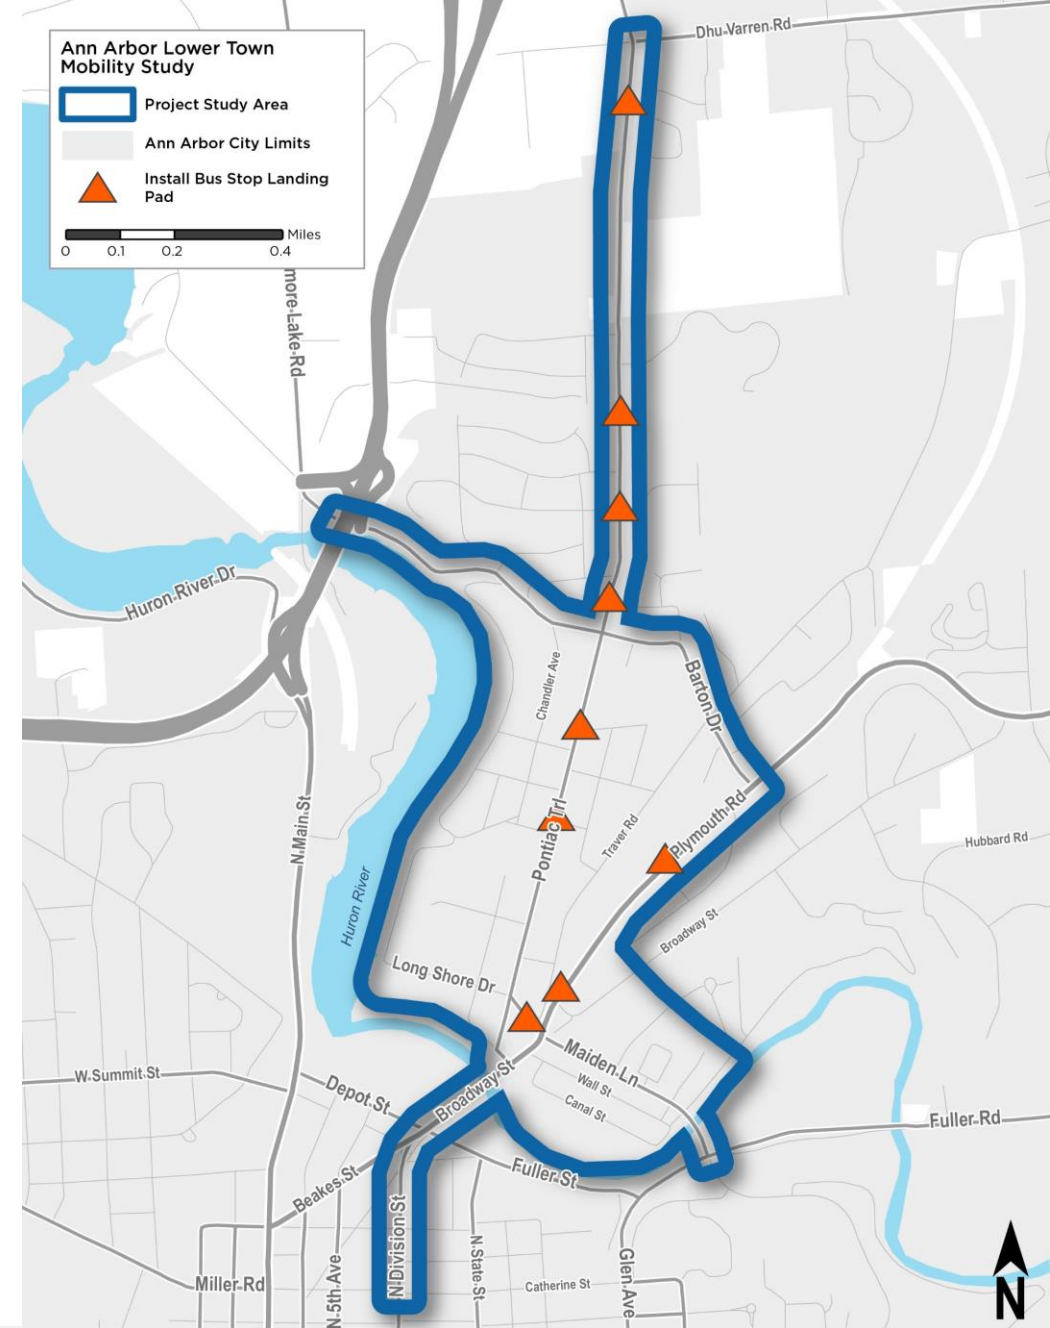 Ann Arbor Lower Town
Mobility Study
Project Study Area
Ann Arbor City Limits
Install Bus Stop Landing
Pad
Miles
0 0.1 0.2 0.4
Dhu Varren Rd
more Lake Rd
Huron River Dr
Chandler Ave
Barton Dr
N Main St
Pontiac Trl
Traver Rd
Plymouth Rd
Hubbard Rd
Huron River
Broadway St
Long Shore Dr
Maiden Ln
W Summit St
Depot St
Broadway St
Wall St
Canal St
Fuller Rd
Beakes St
Fuller St
N Division St
N State St
Glen Ave
Miller Rd
N 5th Ave
Catherine St
N